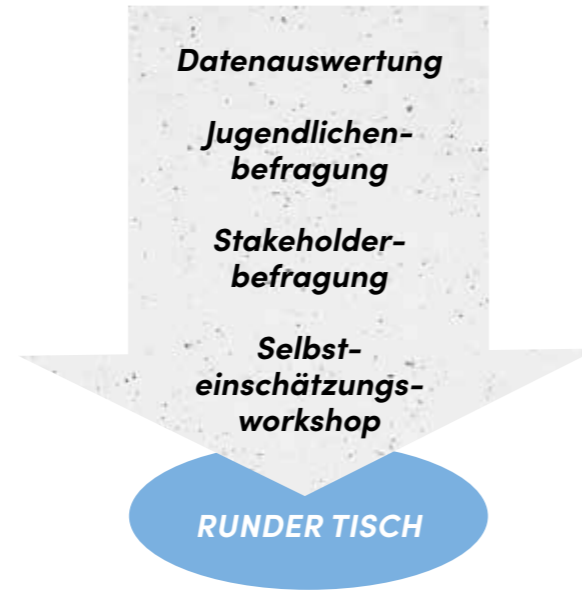 Datenauswertung
Jugendlichen-
befragung
Stakeholder-
befragung
Selbst-
einschätzungs-
workshop
RUNDER TISCH